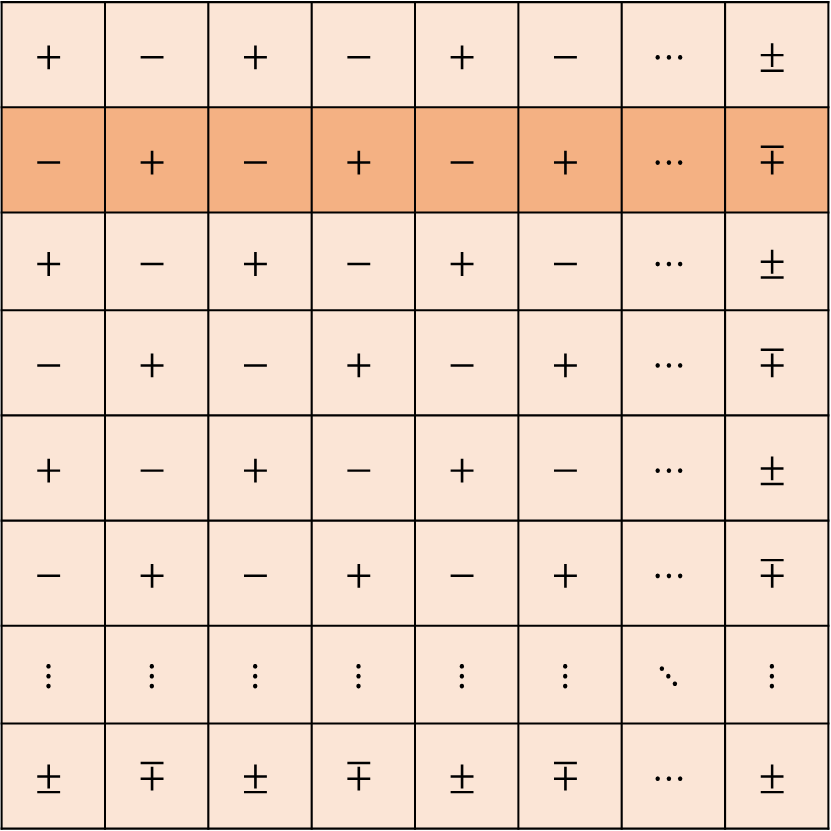 + − + − + − ⋯ ±
− + − + − + ⋯ ∓
+ − + − + − ⋯ ±
− + − + − + ⋯ ∓
+ − + − + − ⋯ ±
− + − + − + ⋯ ∓
⋮ ⋮ ⋮ ⋮ ⋮ ⋮ ⋱ ⋮
± ∓ ± ∓ ± ∓ ⋯ ±